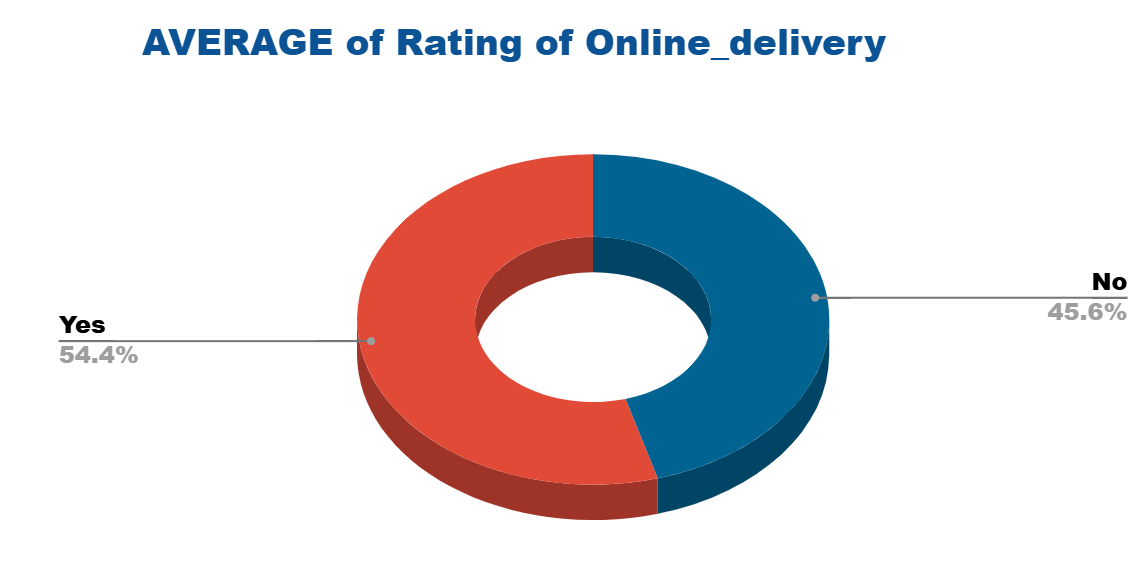 AVERAGE of Rating of Online_delivery
No
45.6%
Yes
54.4%